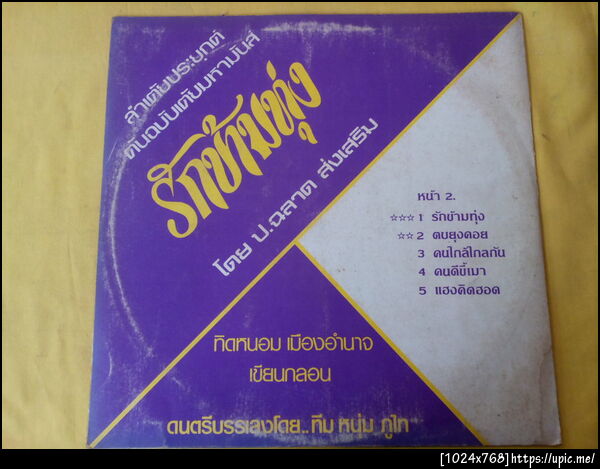 ลำเต้ยประยุกต์
ต้นฉบับเต้ยมหามันส์
รักข้ามทุ่ง
โดย ป.ฉลาด ส่งเสริม
หน้า 2.
☆☆☆ 1 รักข้ามทุ่ง
☆☆ 2 คนยุงคอย
3 คนใกล้ไกลกัน
4 คนดีขี้เมา
5 แฮงคิดฮอด
ทิดหนอม เมืองอำนาจ
เขียนกลอน
ดนตรีบรรเลงโดย..ทีม หนุ่ม ภูไท
[1024x768]https://upic.me/